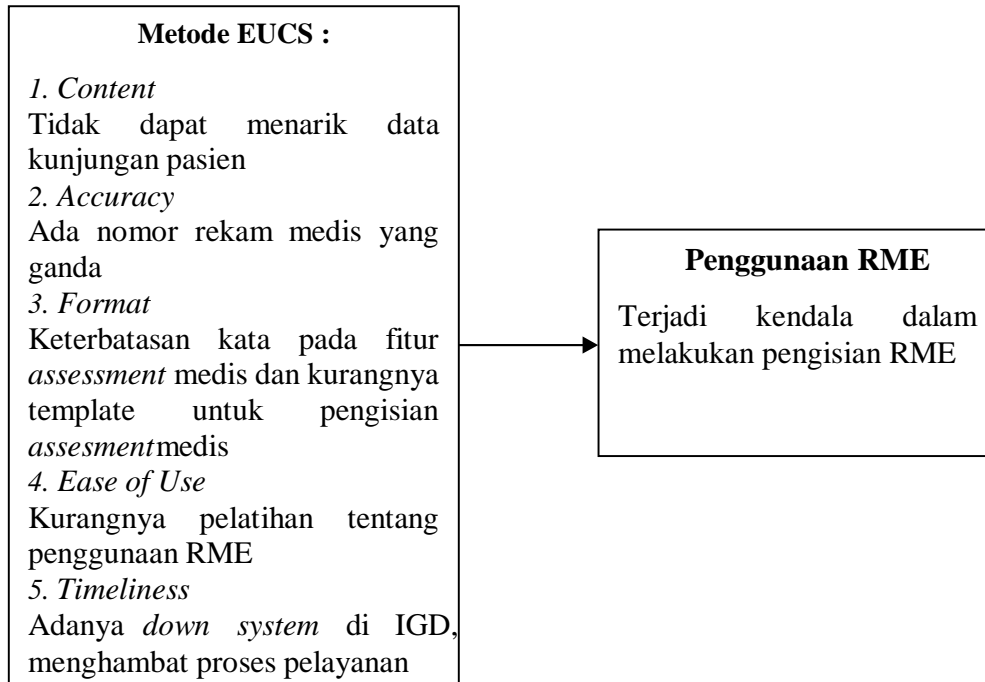 Metode EUCS :
1. Content
Tidak dapat menarik data
kunjungan pasien
2. Accuracy
Ada nomor rekam medis yang
ganda
3. Format
Keterbatasan kata pada fitur
assessment medis dan kurangnya
template untuk pengisian
assesmentmedis
4. Ease of Use
Kurangnya pelatihan tentang
penggunaan RME
5. Timeliness
Adanya down system di IGD,
menghambat proses pelayanan
Penggunaan RME
Terjadi kendala dalam
melakukan pengisian RME